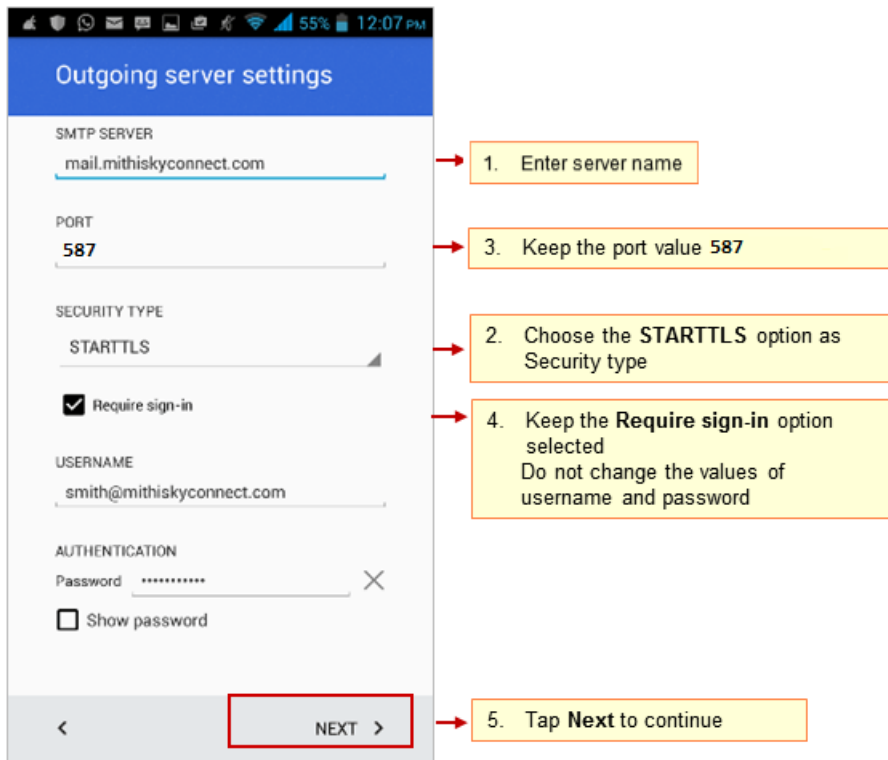 55% 12:07 PM
Outgoing server settings
SMTP SERVER
mail.mithiskyconnect.com
1. Enter server name
PORT
587
3. Keep the port value 587
SECURITY TYPE
STARTTLS
2. Choose the STARTTLS option as
Security type
Require sign-in
4. Keep the Require sign-in option
selected
Do not change the values of
username and password
USERNAME
smith@mithiskyconnect.com
AUTHENTICATION
Password ···········
Show password
NEXT
5. Tap Next to continue